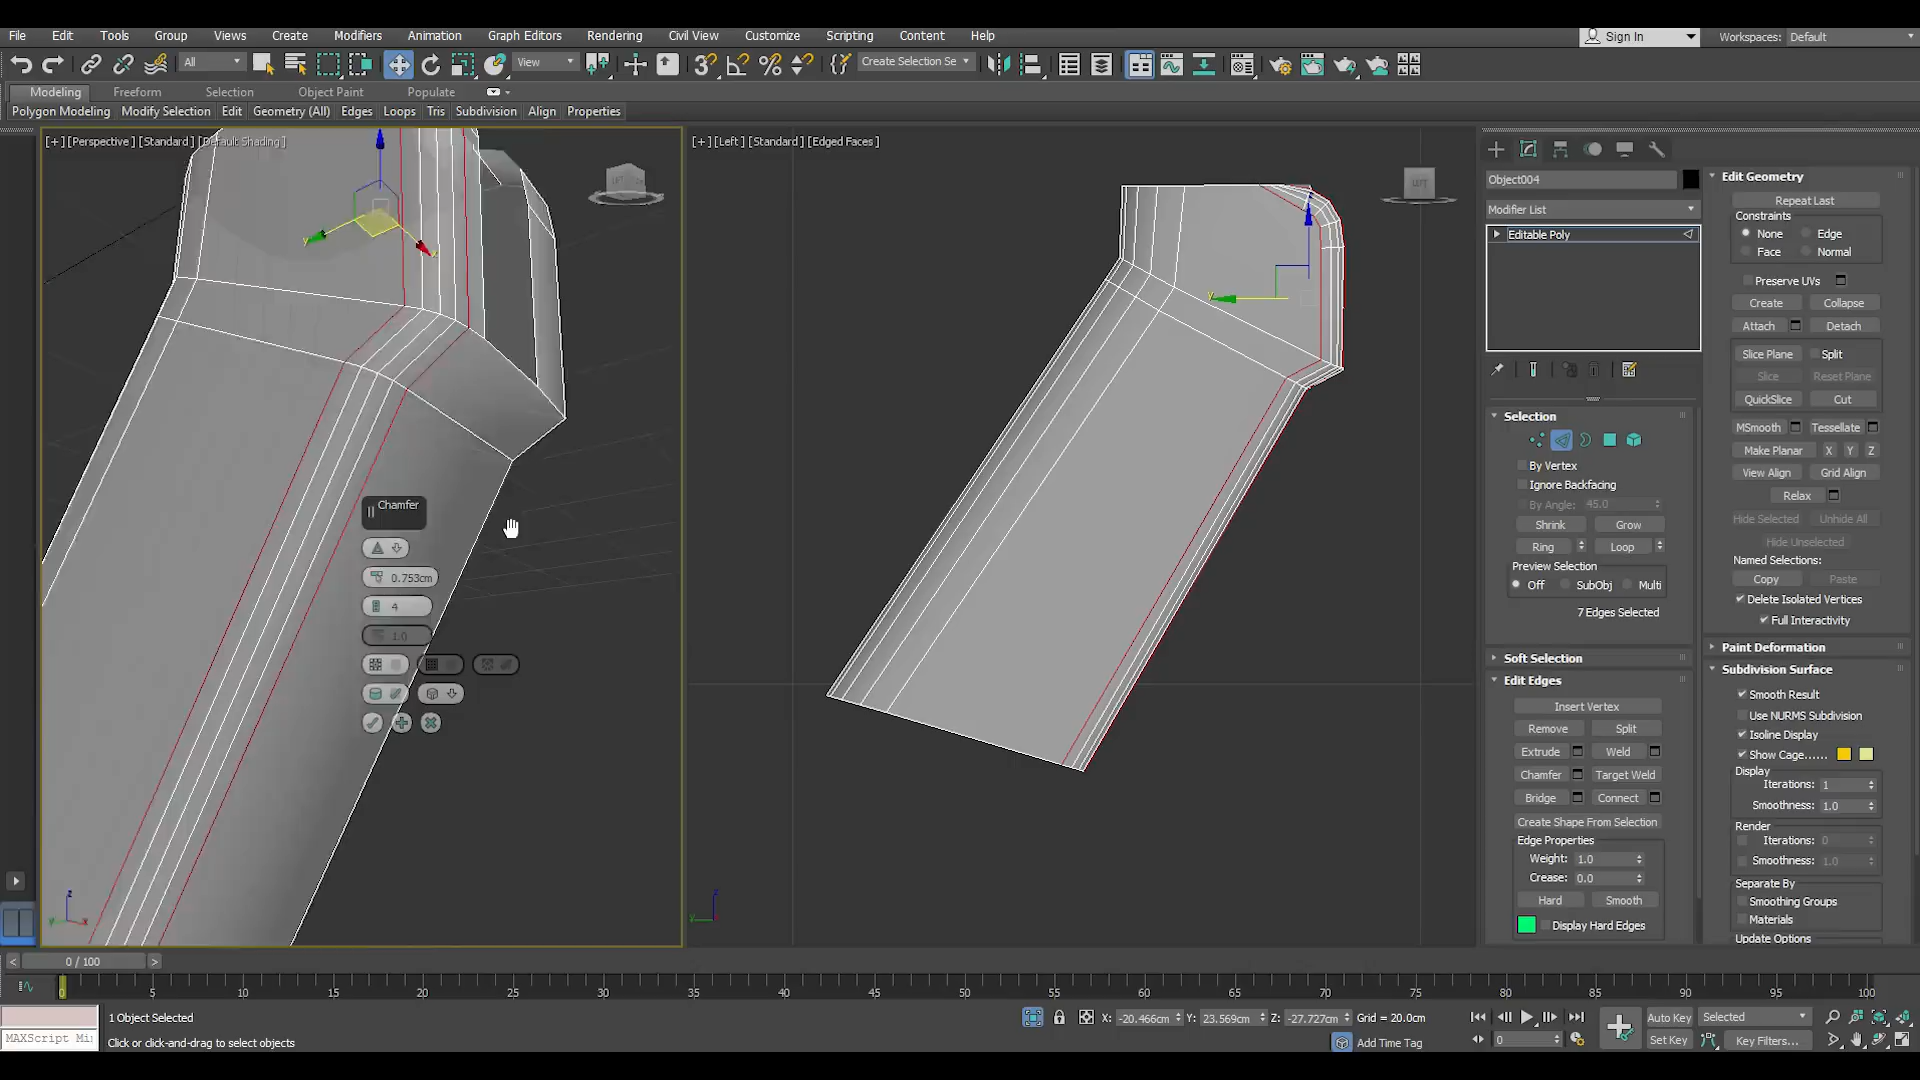 File Edit Tools Group Views Create Modifiers Animation Graph Editors Rendering Civil View Customize Scripting Content Help Sign In Workspaces: Default
All View Create Selection Se
Modeling Freeform Selection Object Paint Populate
Polygon Modeling Modify Selection Edit Geometry (All) Edges Loops Tris Subdivision Align Properties
[+] [Perspective] [Standard] [Default Shading]
[+] [Left] [Standard] [Edged Faces]
Chamfer
0.753cm
4
1.0
Object004
Modifier List
Editable Poly
Selection
By Vertex
Ignore Backfacing
By Angle: 45.0
Shrink Grow
Ring Loop
Preview Selection
Off SubObj Multi
7 Edges Selected
Soft Selection
Edit Edges
Insert Vertex
Remove Split
Extrude Weld
Chamfer Target Weld
Bridge Connect
Create Shape From Selection
Edge Properties
Weight: 1.0
Crease: 0.0
Hard Smooth
Display Hard Edges
Edit Geometry
Repeat Last
Constraints
None Edge
Face Normal
Preserve UVs
Create Collapse
Attach Detach
Slice Plane Split
Slice Reset Plane
QuickSlice Cut
MSmooth Tessellate
Make Planar X Y Z
View Align Grid Align
Relax
Hide Selected Unhide All
Hide Unselected
Named Selections:
Copy Paste
Delete Isolated Vertices
Full Interactivity
Paint Deformation
Subdivision Surface
Smooth Result
Use NURMS Subdivision
Isoline Display
Show Cage......
Display
Iterations: 1
Smoothness: 1.0
Render
Iterations: 0
Smoothness: 1.0
Separate By
Smoothing Groups
Materials
Update Options
< 0 / 100 >
0 5 10 15 20 25 30 35 40 45 50 55 60 65 70 75 80 85 90 95 100
1 Object Selected X: -20.466cm Y: 23.569cm Z: -27.727cm Grid = 20.0cm Auto Key Selected
MAXScript Mi Click or click-and-drag to select objects Add Time Tag 0 Set Key Key Filters...